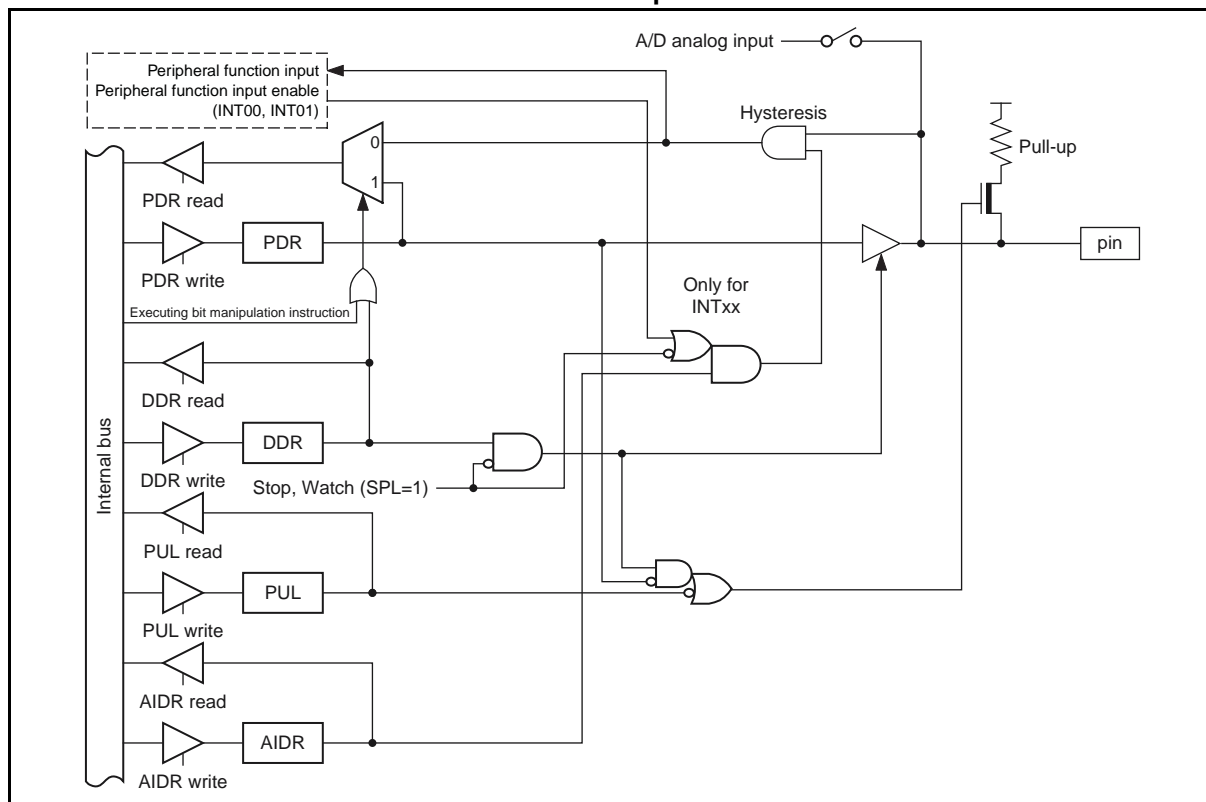 A/D analog input
Peripheral function input
Peripheral function input enable
(INT00, INT01)
Hysteresis
0
Pull-up
1
PDR read
PDR
pin
PDR write
Only for
INTxx
Executing bit manipulation instruction
DDR read
Internal bus
DDR
DDR write
Stop, Watch (SPL=1)
PUL read
PUL
PUL write
AIDR read
AIDR
AIDR write